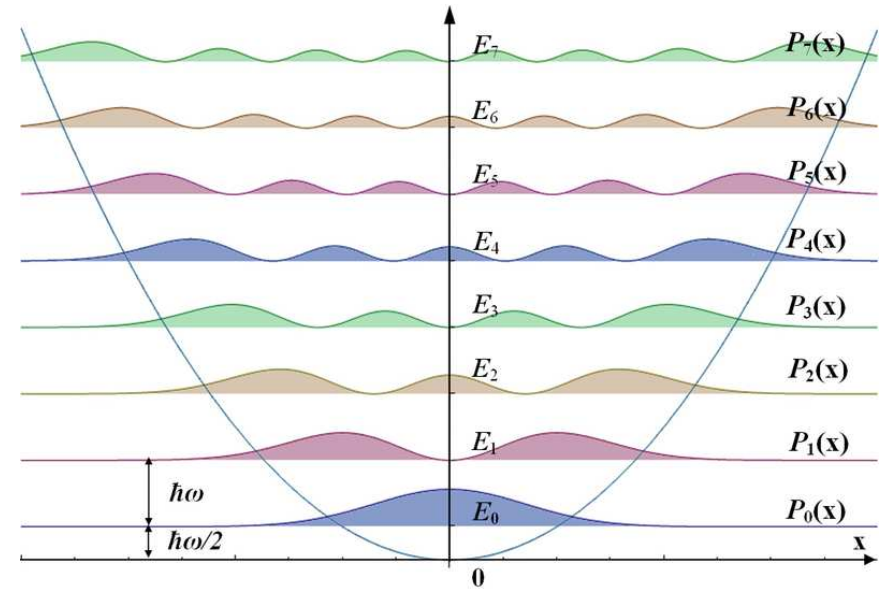 E₇ P₇(x)
E₆ P₆(x)
E₅ P₅(x)
E₄ P₄(x)
E₃ P₃(x)
E₂ P₂(x)
E₁ P₁(x)
ħω
E₀ P₀(x)
ħω/2 x
0